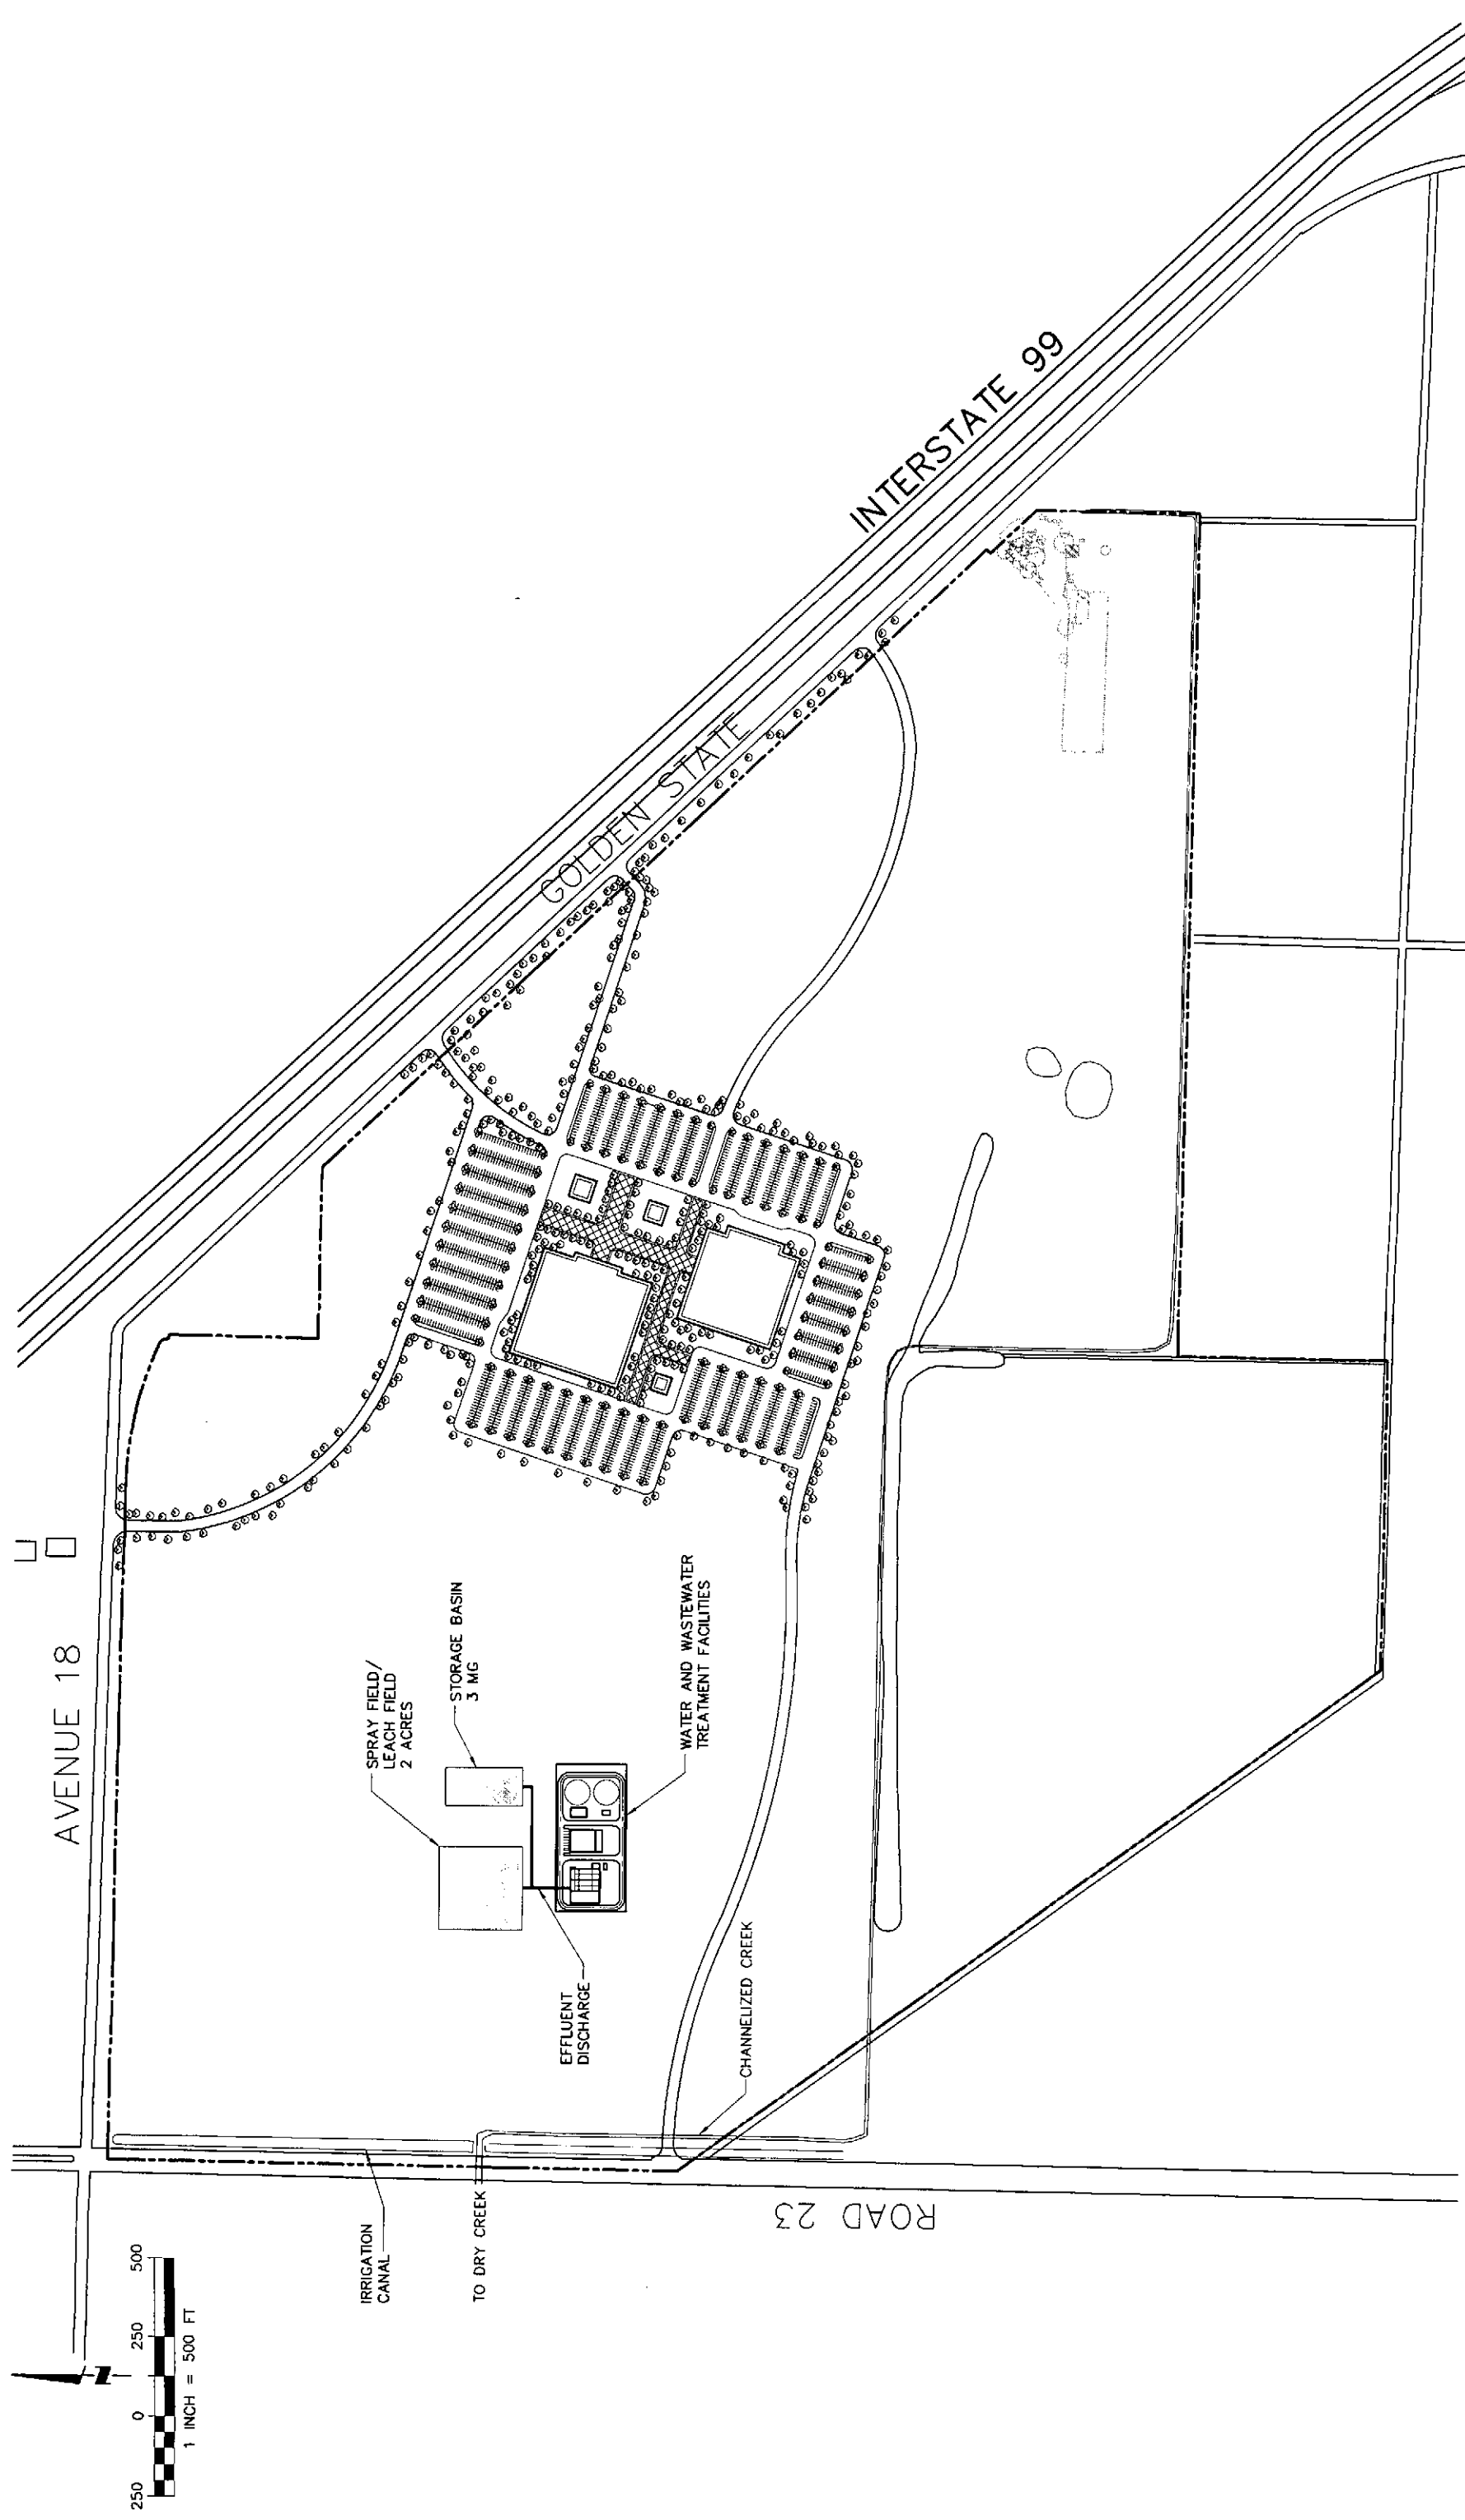 AVENUE 18
INTERSTATE 99
GOLDEN STATE
SPRAY FIELD/
LEACH FIELD
2 ACRES
STORAGE BASIN
3 MG
WATER AND WASTEWATER
TREATMENT FACILITIES
EFFLUENT
DISCHARGE
CHANNELIZED CREEK
IRRIGATION
CANAL
TO DRY CREEK
ROAD 23
N
250 0 250 500
1 INCH = 500 FT